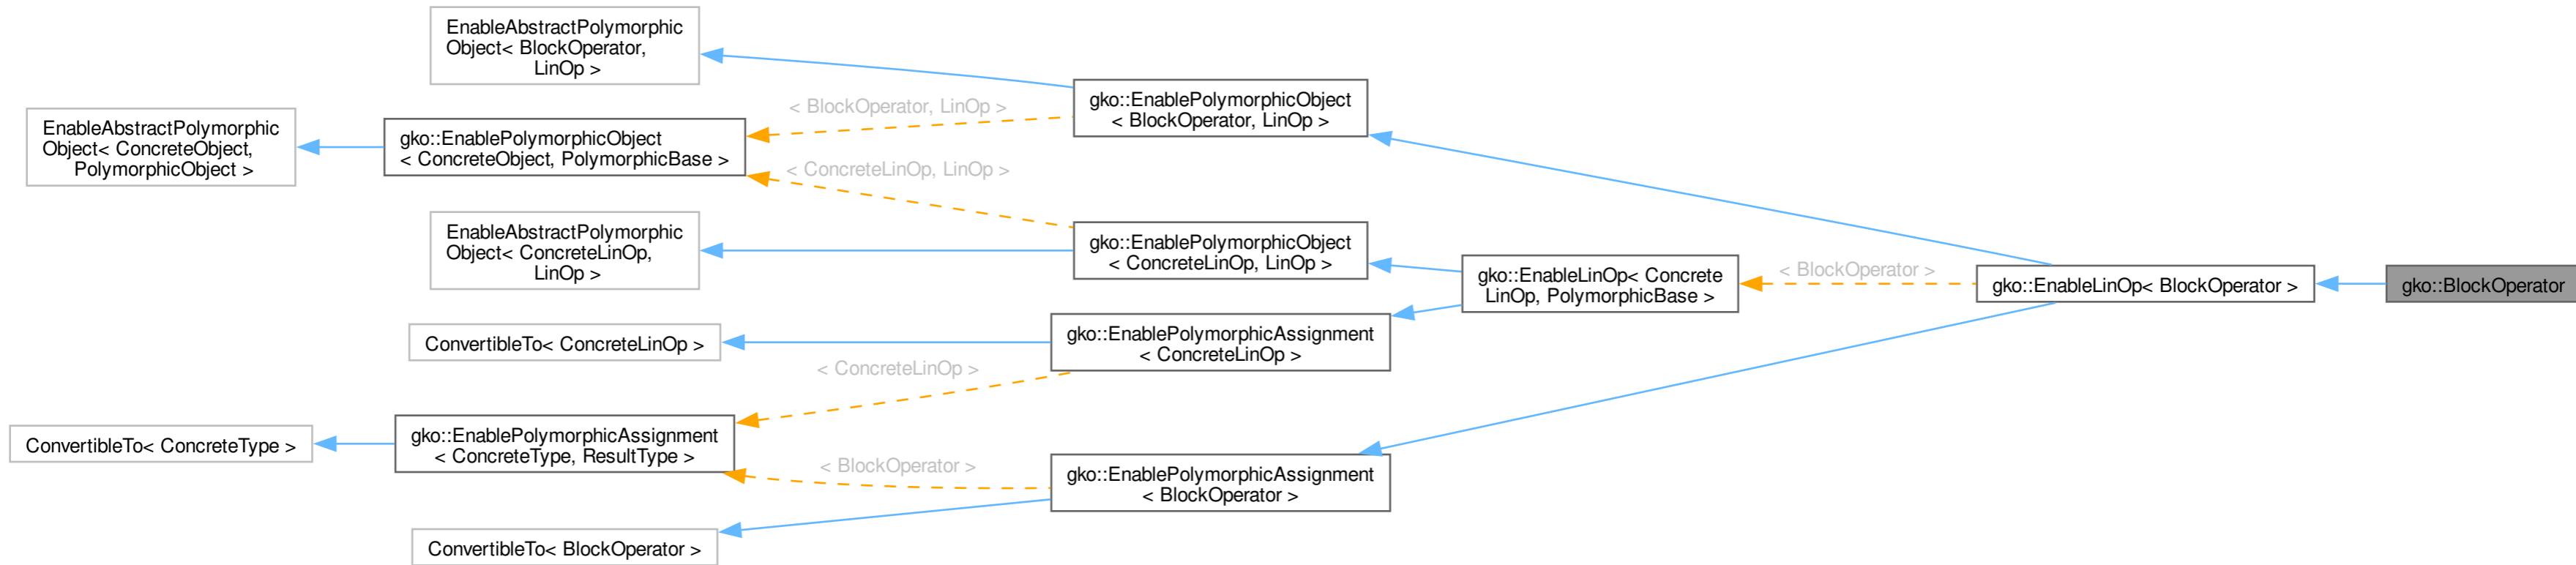 EnableAbstractPolymorphic
Object< BlockOperator,
LinOp >
EnableAbstractPolymorphic
Object< ConcreteObject,
PolymorphicObject >
gko::EnablePolymorphicObject
< ConcreteObject, PolymorphicBase >
< BlockOperator, LinOp >
< ConcreteLinOp, LinOp >
gko::EnablePolymorphicObject
< BlockOperator, LinOp >
EnableAbstractPolymorphic
Object< ConcreteLinOp,
LinOp >
gko::EnablePolymorphicObject
< ConcreteLinOp, LinOp >
gko::EnableLinOp< Concrete
LinOp, PolymorphicBase >
< BlockOperator >
gko::EnableLinOp< BlockOperator >
gko::BlockOperator
ConvertibleTo< ConcreteLinOp >
gko::EnablePolymorphicAssignment
< ConcreteLinOp >
< ConcreteLinOp >
ConvertibleTo< ConcreteType >
gko::EnablePolymorphicAssignment
< ConcreteType, ResultType >
< BlockOperator >
gko::EnablePolymorphicAssignment
< BlockOperator >
ConvertibleTo< BlockOperator >